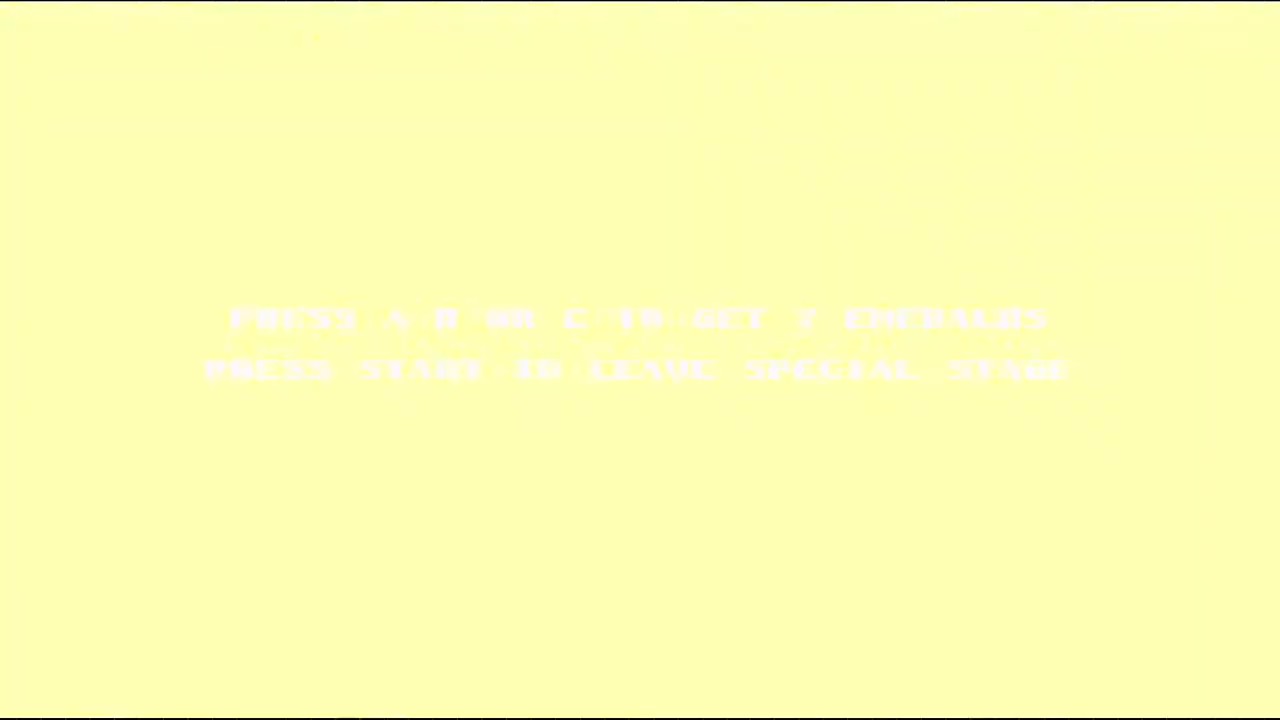 PRESS A B OR C TO GET 7 EMERALDS
PRESS START TO LEAVE SPECIAL STAGE